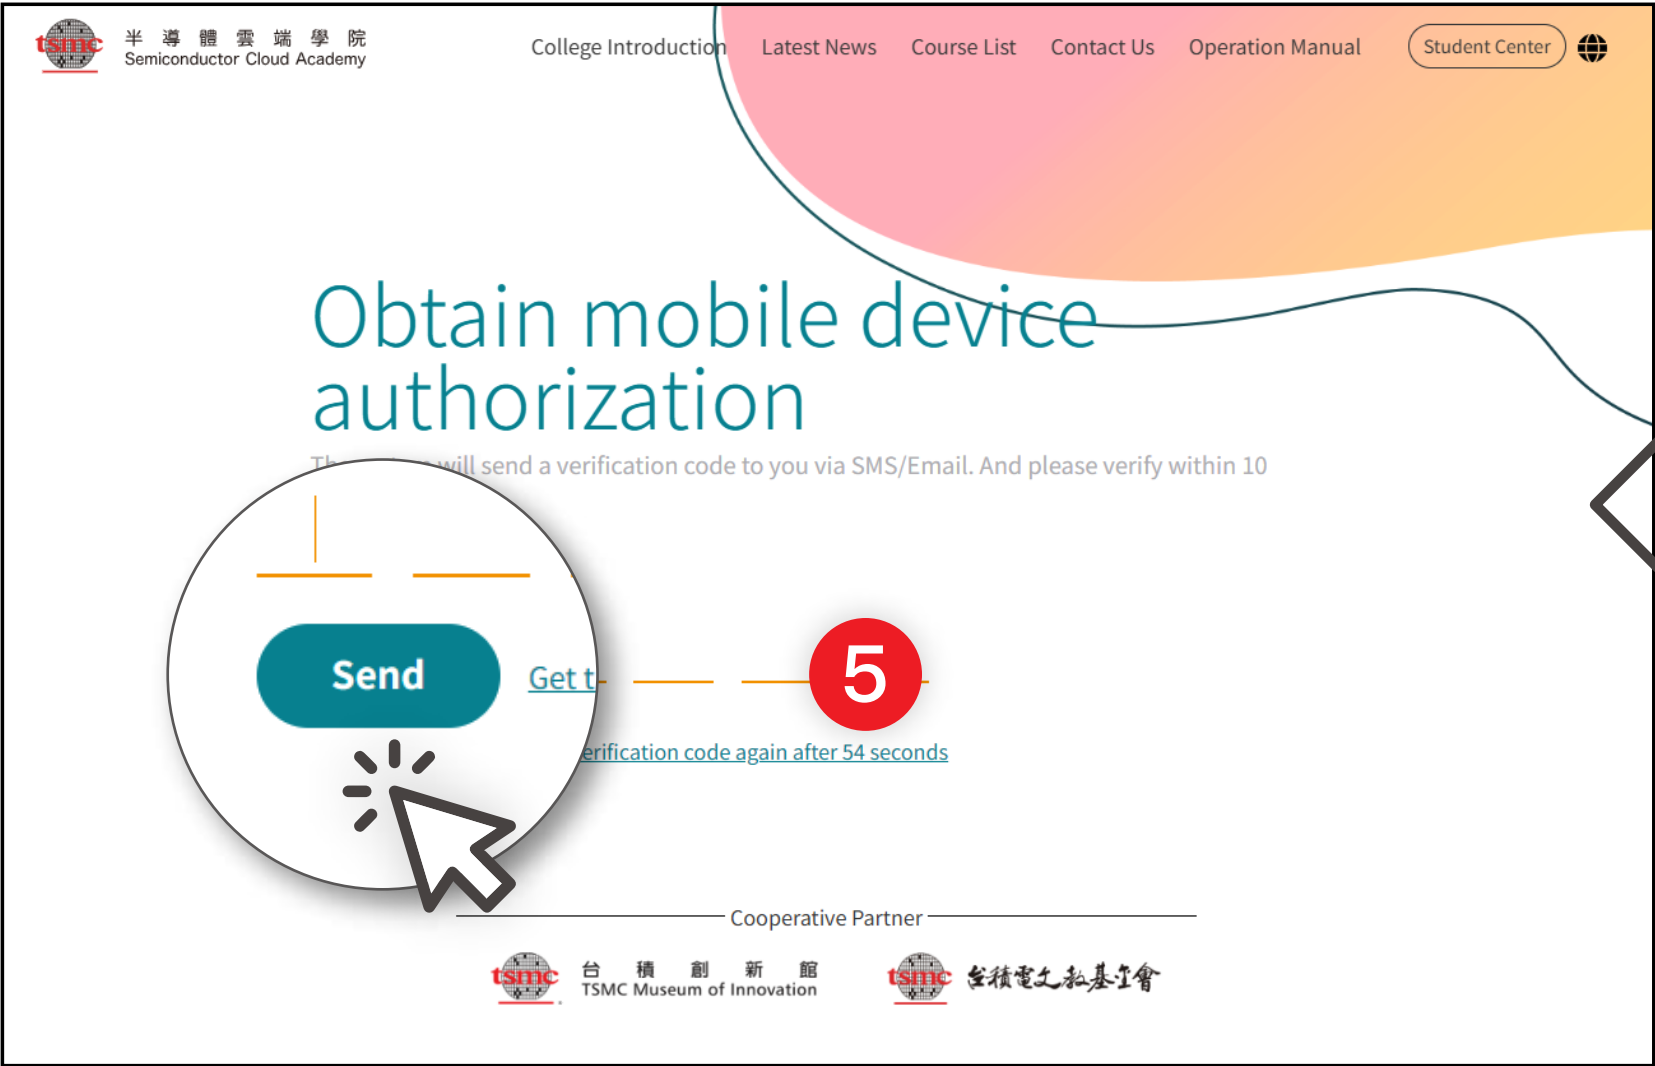 tsmc
半導體雲端學院
Semiconductor Cloud Academy
College Introduction Latest News Course List Contact Us Operation Manual Student Center
Obtain mobile device
authorization
will send a verification code to you via SMS/Email. And please verify within 10
Send
Get t
5
erification code again after 54 seconds
Cooperative Partner
tsmc
台積創新館
TSMC Museum of Innovation
tsmc
台積電文教基金會